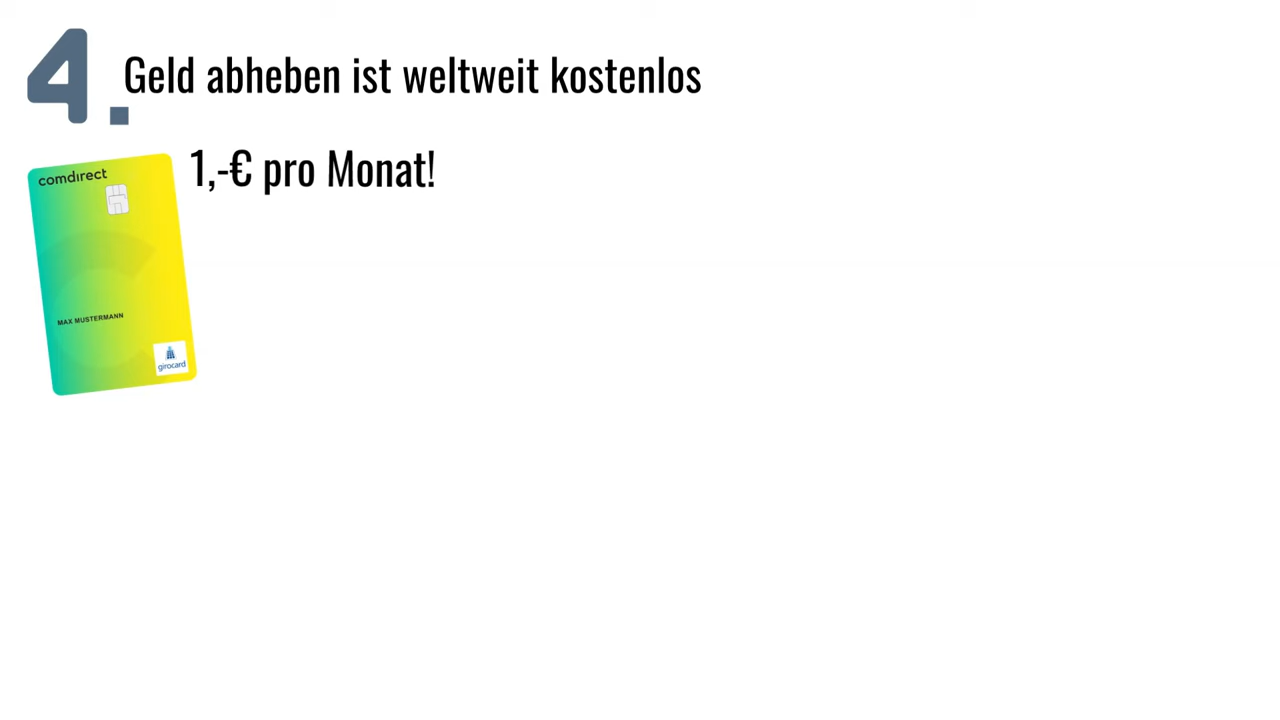 4. Geld abheben ist weltweit kostenlos
1,-€ pro Monat!
comdirect
MAX MUSTERMANN
girocard